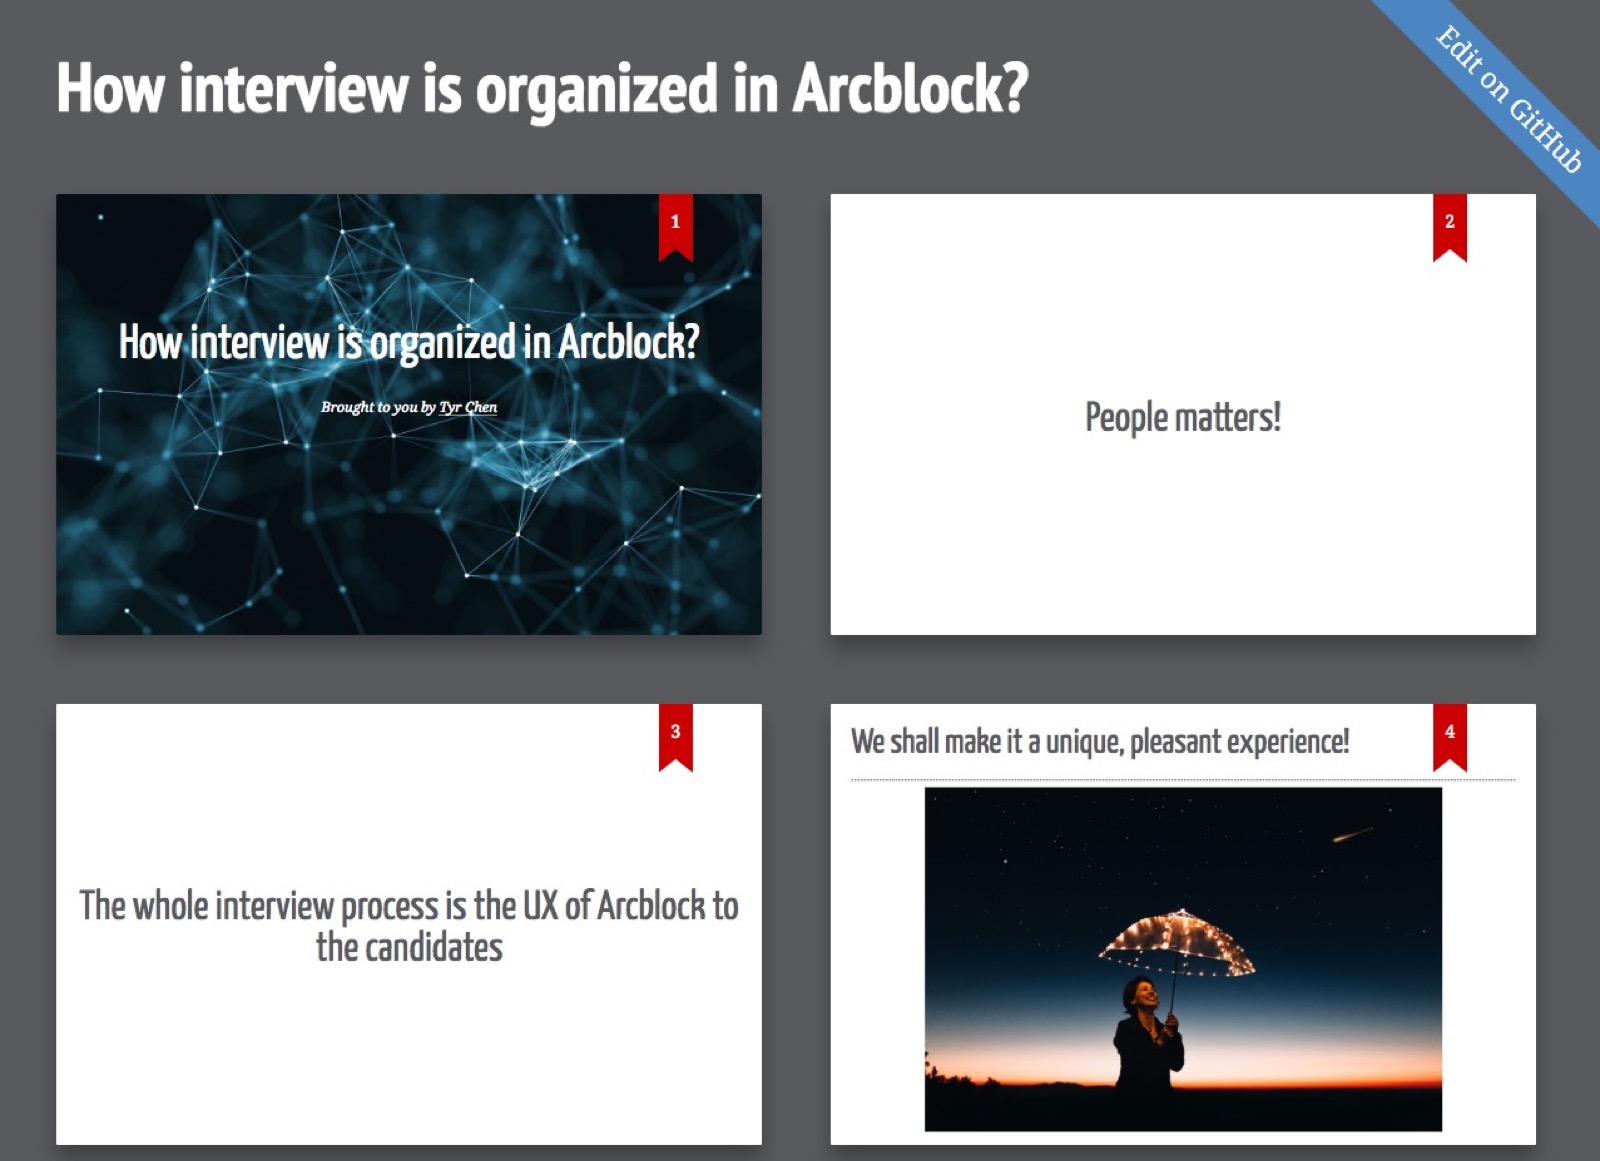 How interview is organized in Arcblock?
Edit on GitHub
1
How interview is organized in Arcblock?
Brought to you by Tyr Chen
2
People matters!
3
The whole interview process is the UX of Arcblock to
the candidates
4
We shall make it a unique, pleasant experience!